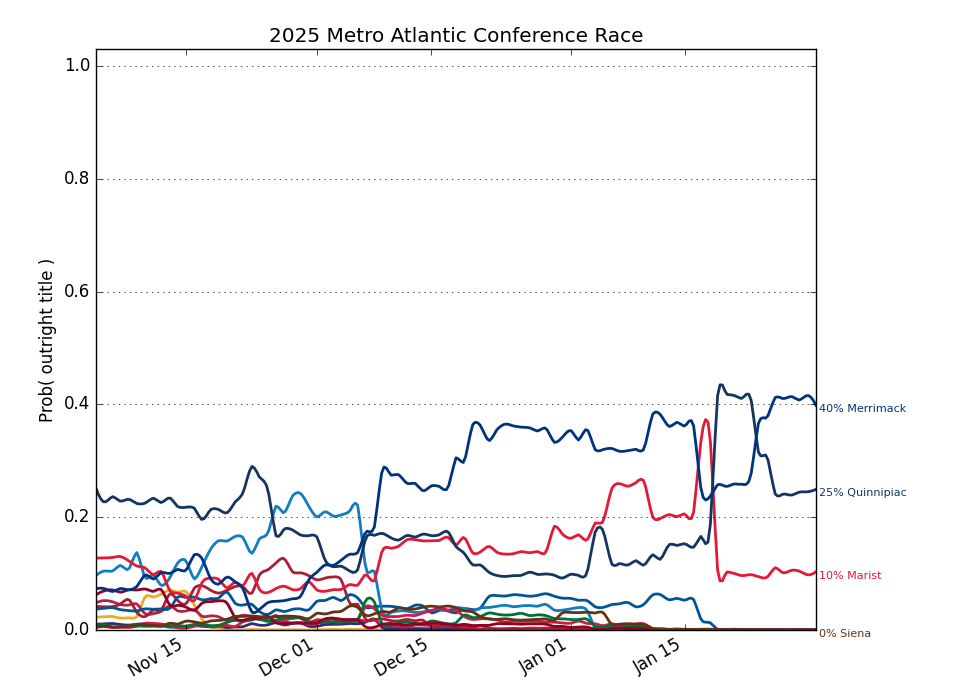 2025 Metro Atlantic Conference Race
Prob( outright title )
1.0
0.8
0.6
0.4
0.2
0.0
40% Merrimack
25% Quinnipiac
10% Marist
0% Siena
Nov 15
Dec 01
Dec 15
Jan 01
Jan 15